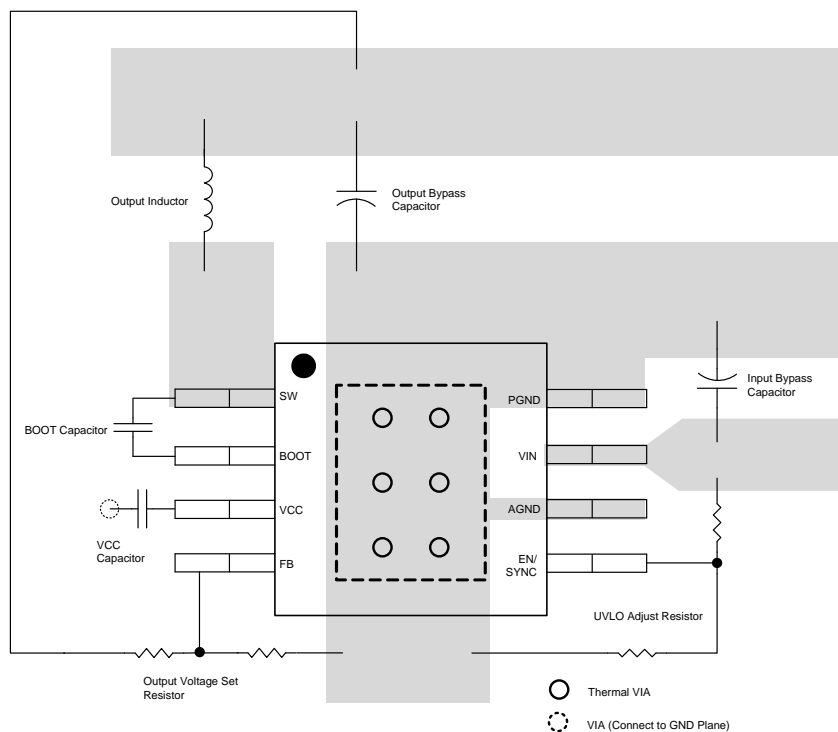 Output Inductor
Output Bypass
Capacitor
Input Bypass
Capacitor
SW
PGND
BOOT Capacitor
BOOT
VIN
VCC
AGND
VCC
Capacitor
FB
EN/
SYNC
UVLO Adjust Resistor
Output Voltage Set
Resistor
Thermal VIA
VIA (Connect to GND Plane)